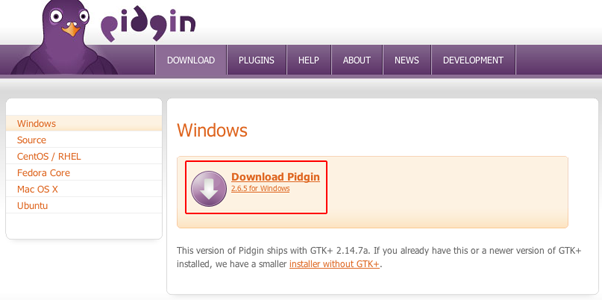 pidgin
DOWNLOAD PLUGINS HELP ABOUT NEWS DEVELOPMENT
Windows
Source
CentOS / RHEL
Fedora Core
Mac OS X
Ubuntu
Windows
Download Pidgin
2.6.5 for Windows
This version of Pidgin ships with GTK+ 2.14.7a. If you already have this or a newer version of GTK+
installed, we have a smaller installer without GTK+.